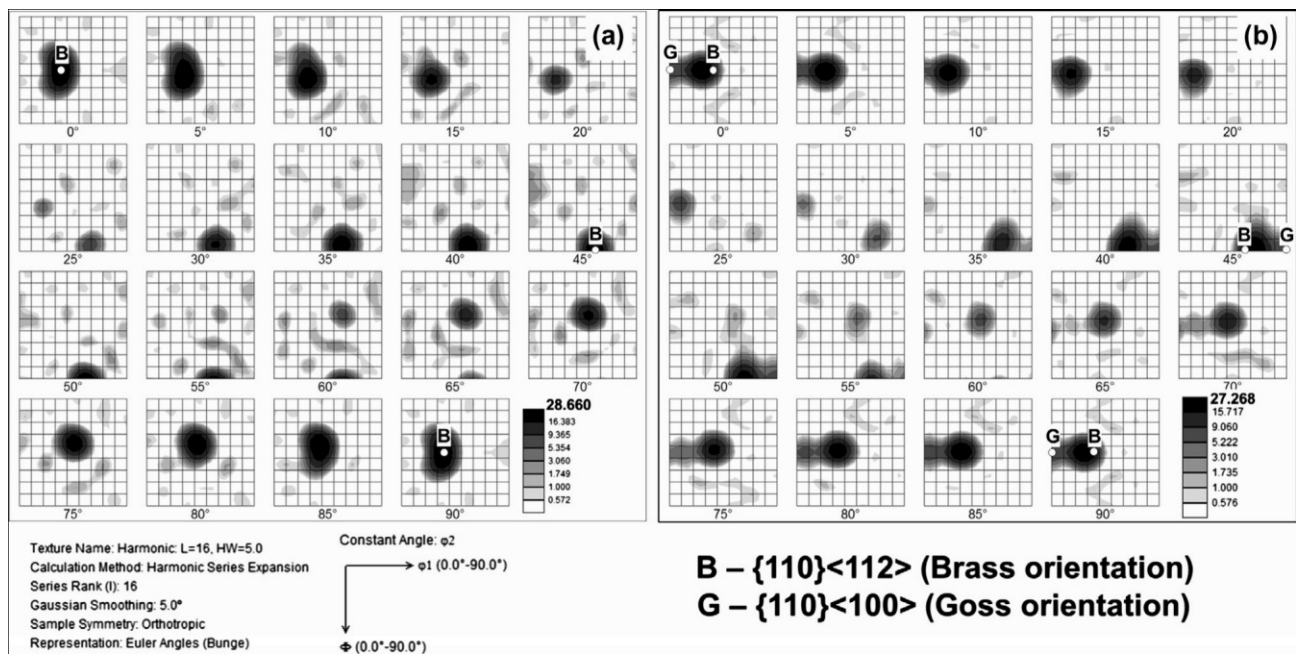 (a)
B
0° 5° 10° 15° 20°
25° 30° 35° 40° 45°
B
50° 55° 60° 65° 70°
B
75° 80° 85° 90°
28.660
16.383
9.365
5.354
3.060
1.749
1.000
0.572
(b)
G B
0° 5° 10° 15° 20°
25° 30° 35° 40° 45°
B G
50° 55° 60° 65° 70°
G B
75° 80° 85° 90°
27.268
15.717
9.060
5.222
3.010
1.735
1.000
0.576
Texture Name: Harmonic: L=16, HW=5.0
Calculation Method: Harmonic Series Expansion
Series Rank (l): 16
Gaussian Smoothing: 5.0°
Sample Symmetry: Orthotropic
Representation: Euler Angles (Bunge)
Constant Angle: φ2
φ1 (0.0°-90.0°)
Φ (0.0°-90.0°)
B – {110}<112> (Brass orientation)
G – {110}<100> (Goss orientation)